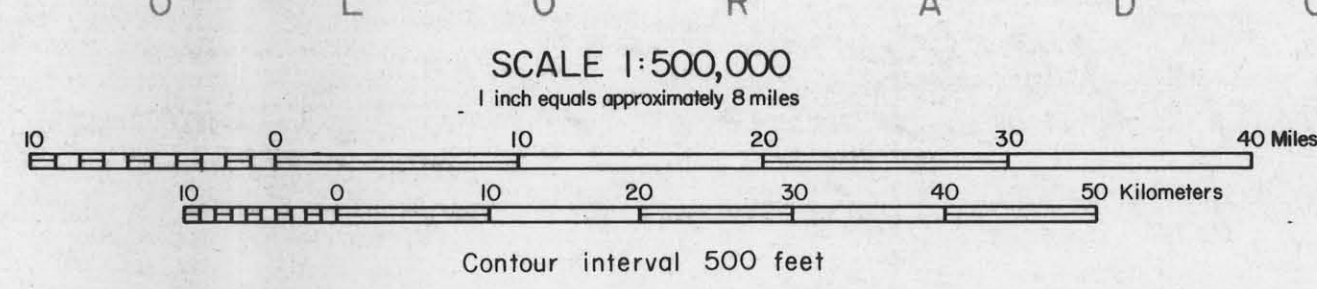 O L O R A D O
SCALE 1:500,000
1 inch equals approximately 8 miles
10 0 10 20 30 40 Miles
10 0 10 20 30 40 50 Kilometers
Contour interval 500 feet